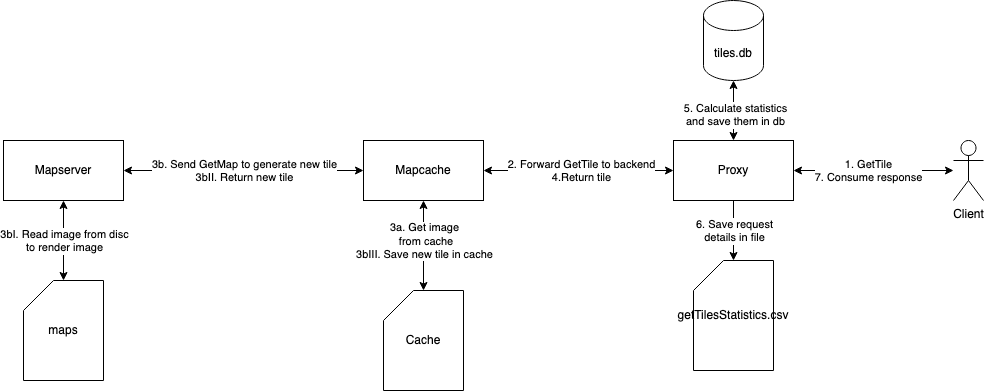 tiles.db
5. Calculate statistics
and save them in db
Mapserver
3b. Send GetMap to generate new tile
3bII. Return new tile
Mapcache
2. Forward GetTile to backend
4.Return tile
Proxy
1. GetTile
7. Consume response
Client
3bI. Read image from disc
to render image
3a. Get image
from cache
3bIII. Save new tile in cache
6. Save request
details in file
maps
Cache
getTilesStatistics.csv